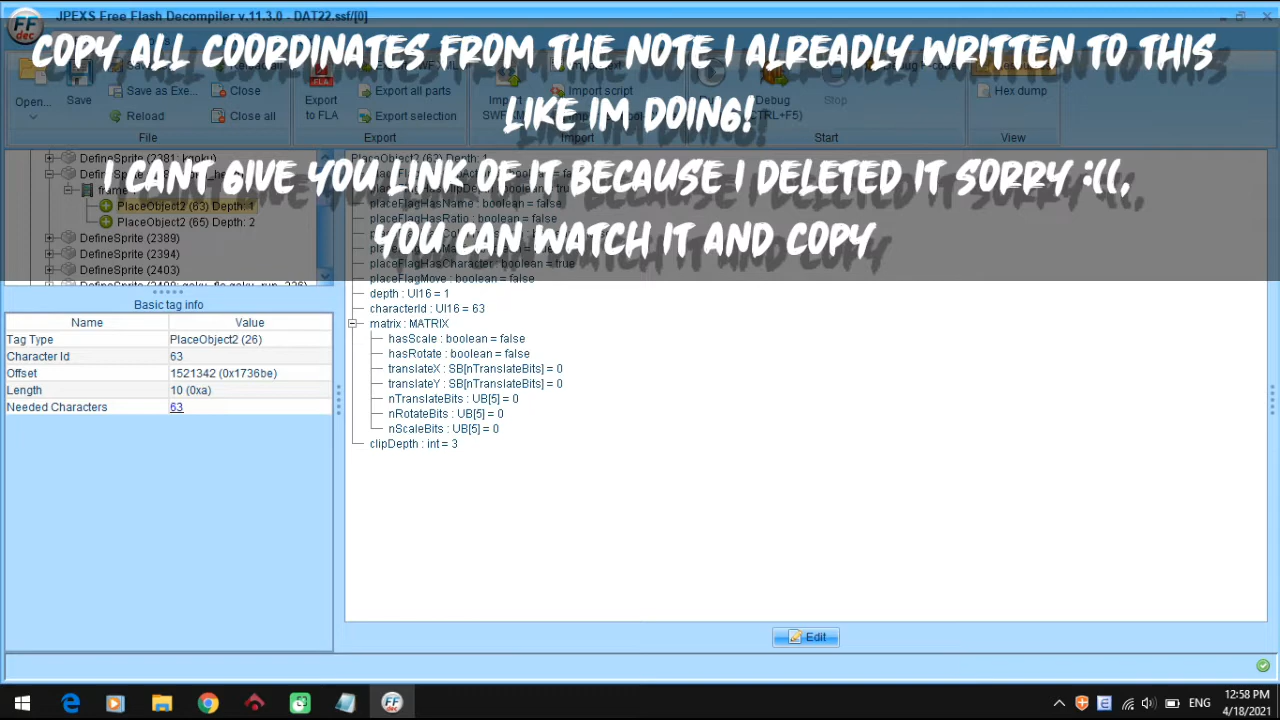 JPEXS Free Flash Decompiler v.11.3.0 - DAT22.ssf/[0]
COPY ALL COORDINATES FROM THE NOTE I ALREADLY WRITTEN TO THIS
LIKE IM DOING!
I CANT GIVE YOU LINK OF IT BECAUSE I DELETED IT SORRY :((,
YOU CAN WATCH IT AND COPY
Open...
Save
Save as Exe...
Reload
Close
Close all
File
Export
to FLA
Export all parts
Export selection
Export
Import script
Import
Debug
(CTRL+F5)
Stop
Start
Hex dump
View
DefineSprite (2381: kaoku
frame
PlaceObject2 (63) Depth: 1
PlaceObject2 (65) Depth: 2
DefineSprite (2389)
DefineSprite (2394)
DefineSprite (2403)
PlaceObject2 (63) Depth: 1
placeFlagHasName : boolean = false
placeFlagHasRatio : boolean = false
placeFlagHasCharacter : boolean = true
placeFlagMove : boolean = false
depth : UI16 = 1
characterId : UI16 = 63
matrix : MATRIX
hasScale : boolean = false
hasRotate : boolean = false
translateX : SB[nTranslateBits] = 0
translateY : SB[nTranslateBits] = 0
nTranslateBits : UB[5] = 0
nRotateBits : UB[5] = 0
nScaleBits : UB[5] = 0
clipDepth : int = 3
Basic tag info
Name Value
Tag Type PlaceObject2 (26)
Character Id 63
Offset 1521342 (0x1736be)
Length 10 (0xa)
Needed Characters 63
Edit
ENG
12:58 PM
4/18/2021